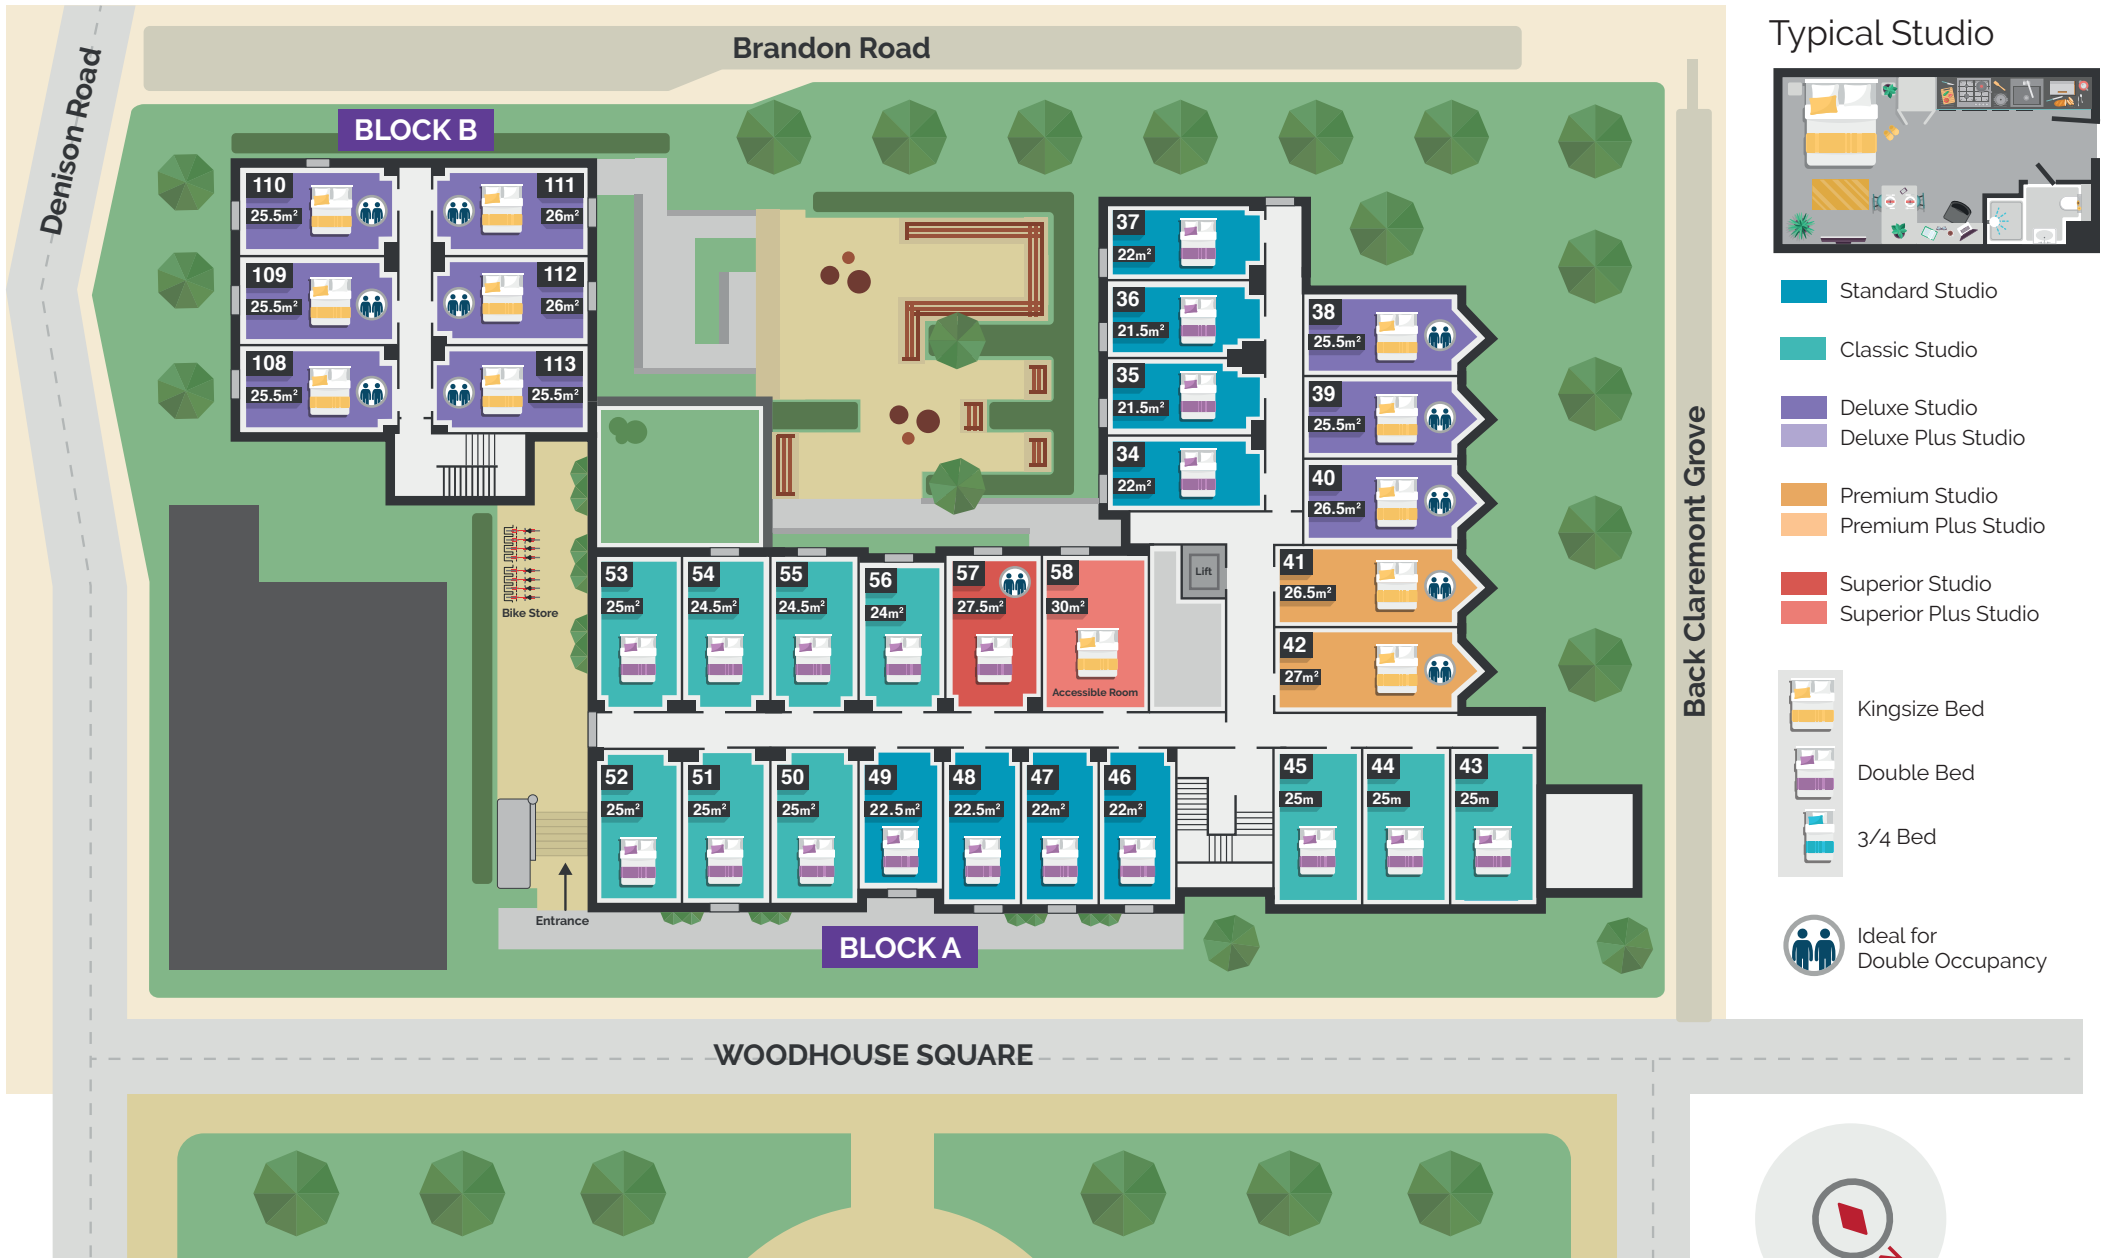 Brandon Road
Denison Road
BLOCK B
110
25.5m²
111
26m²
109
25.5m²
112
26m²
108
25.5m²
113
25.5m²
37
22m²
36
21.5m²
35
21.5m²
34
22m²
38
25.5m²
39
25.5m²
40
26.5m²
41
26.5m²
42
27m²
Lift
Back Claremont Grove
Bike Store
53
25m²
54
24.5m²
55
24.5m²
56
24m²
57
27.5m²
58
30m²
Accessible Room
52
25m²
51
25m²
50
25m²
49
22.5m²
48
22.5m²
47
22m²
46
22m²
45
25m
44
25m
43
25m
Entrance
BLOCK A
WOODHOUSE SQUARE
Typical Studio
Standard Studio
Classic Studio
Deluxe Studio
Deluxe Plus Studio
Premium Studio
Premium Plus Studio
Superior Studio
Superior Plus Studio
Kingsize Bed
Double Bed
3/4 Bed
Ideal for
Double Occupancy